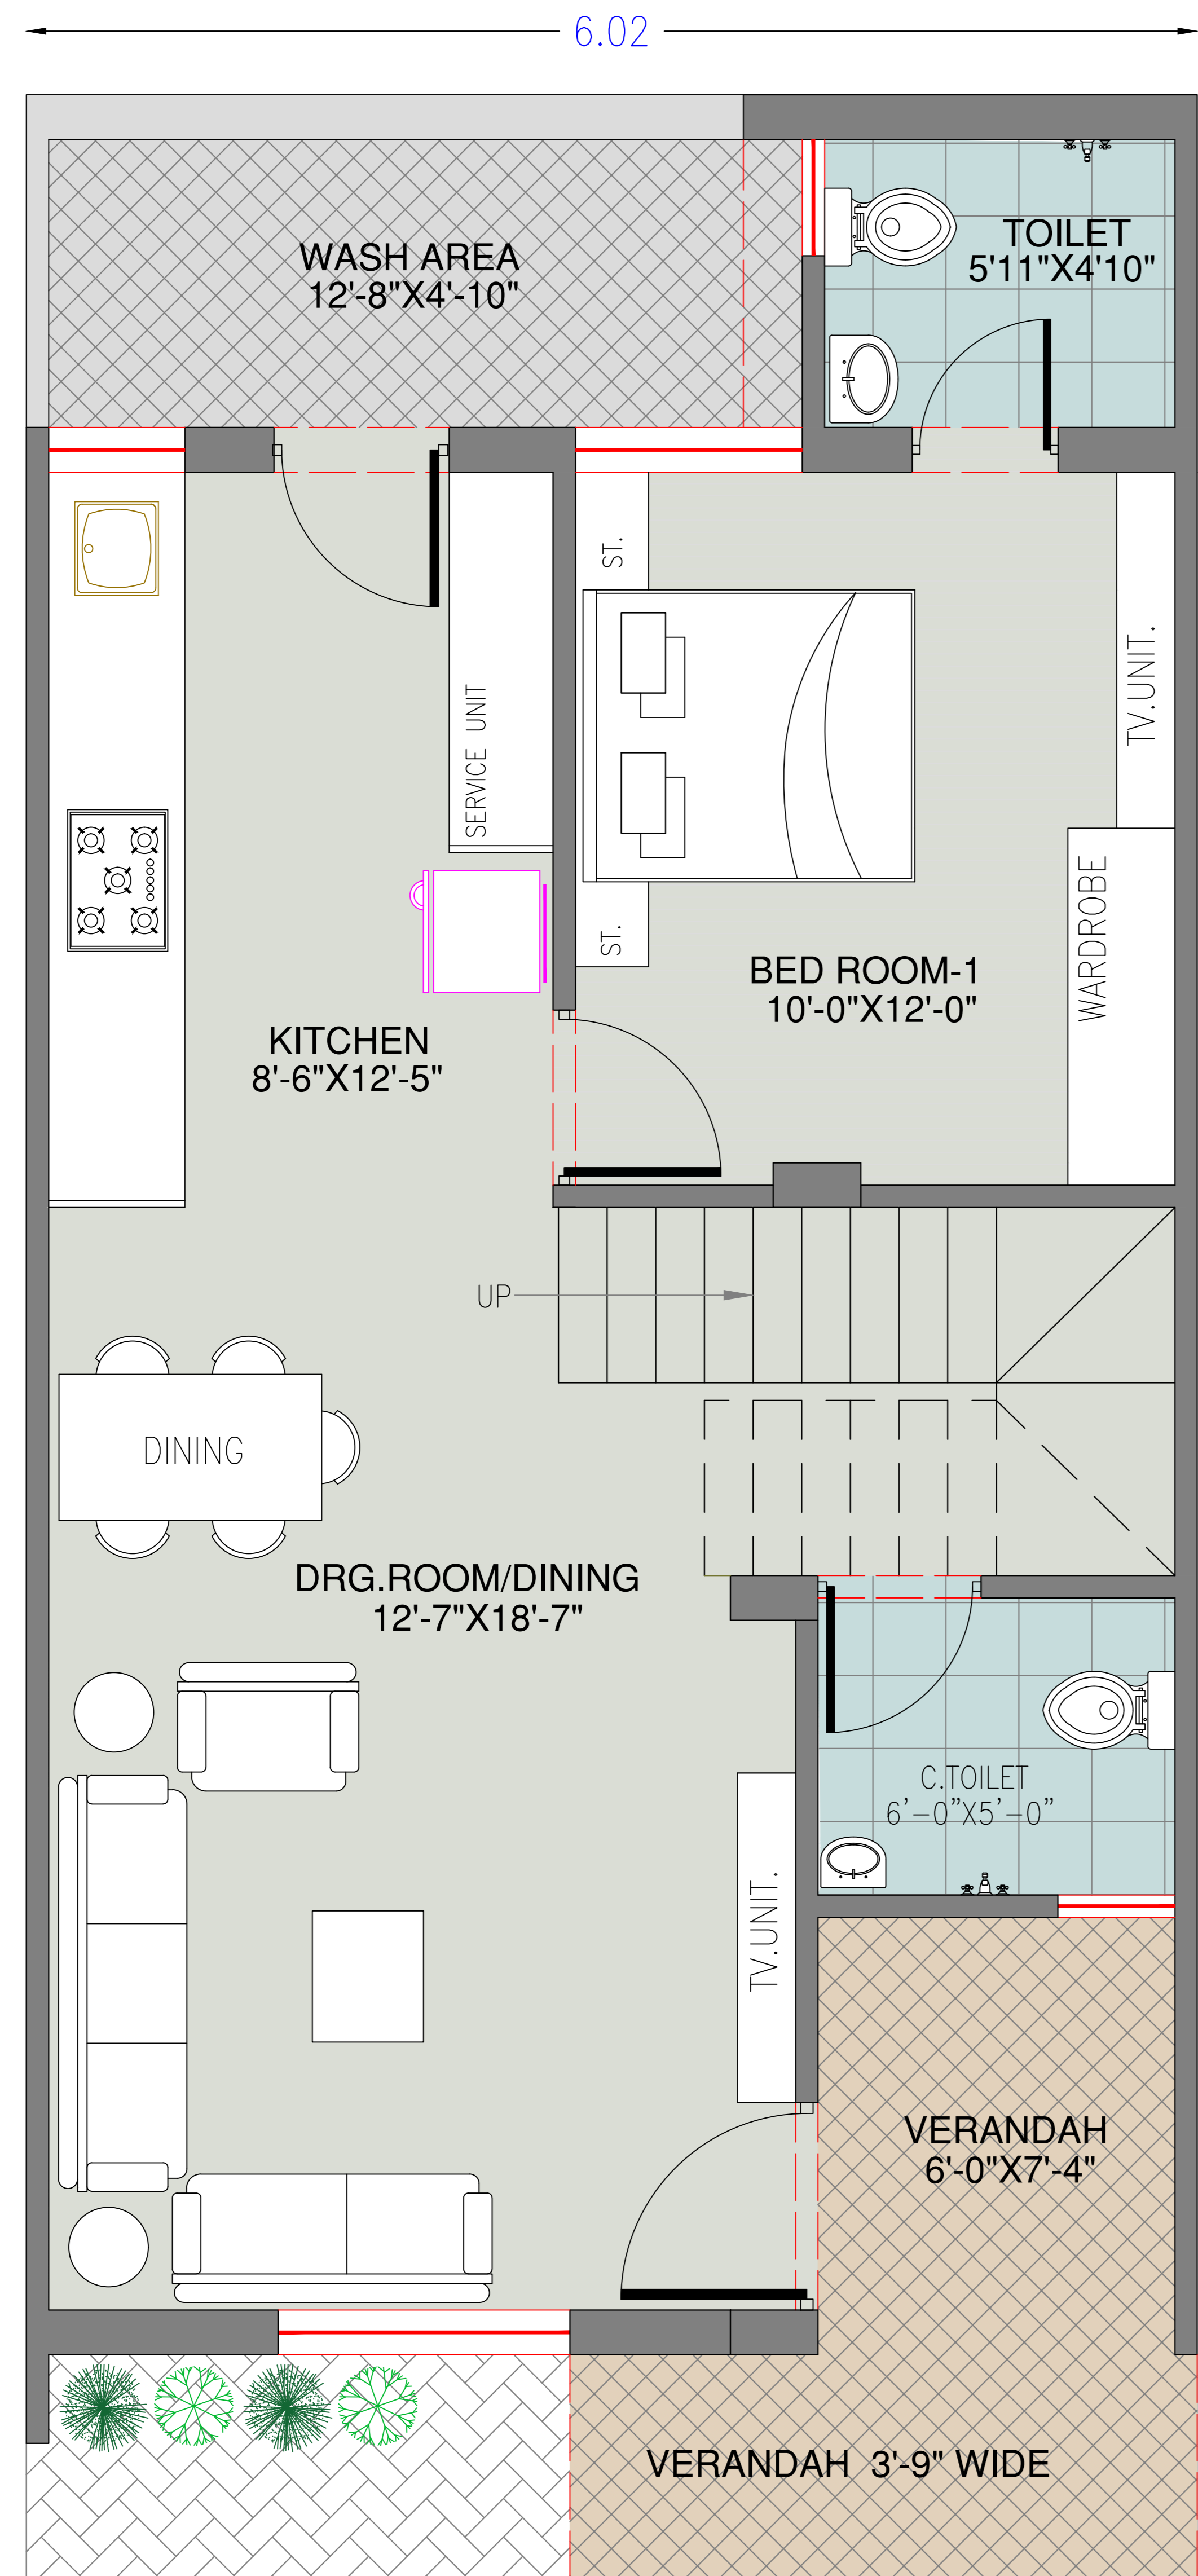 6.02
WASH AREA
12'-8"X4'-10"
TOILET
5'11"X4'10"
ST.
TV.UNIT.
SERVICE UNIT
WARDROBE
ST.
BED ROOM-1
10'-0"X12'-0"
KITCHEN
8'-6"X12'-5"
UP
DINING
DRG.ROOM/DINING
12'-7"X18'-7"
C.TOILET
6'-0"X5'-0"
TV.UNIT.
VERANDAH
6'-0"X7'-4"
VERANDAH 3'-9" WIDE